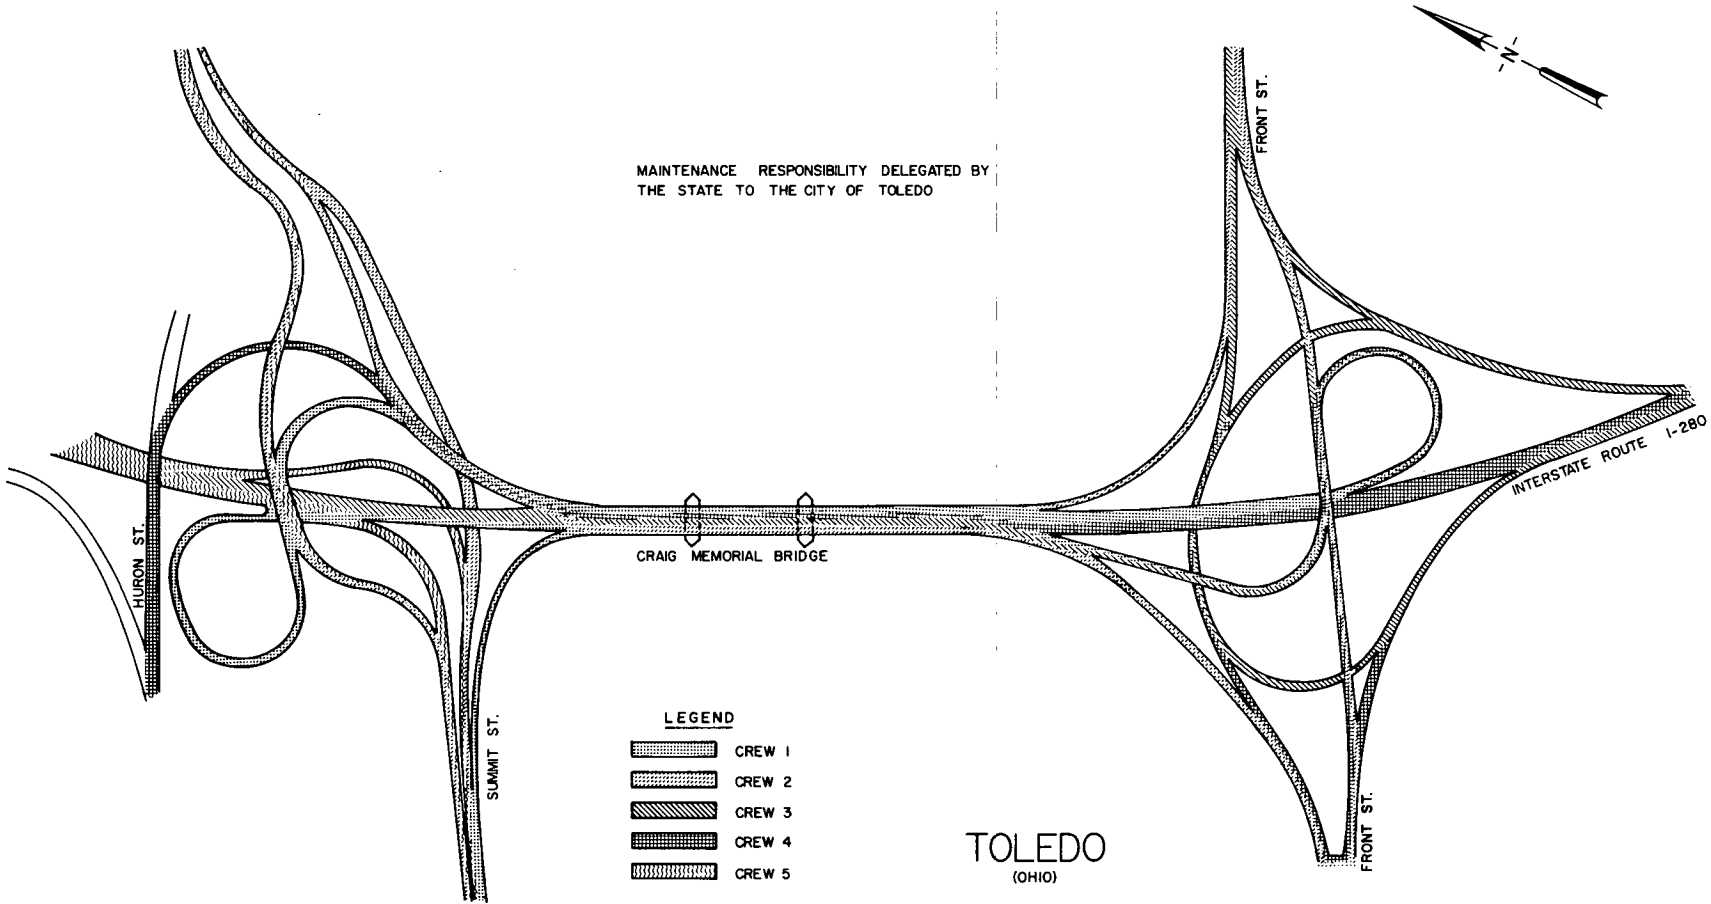 -N-
FRONT ST.
MAINTENANCE RESPONSIBILITY DELEGATED BY
THE STATE TO THE CITY OF TOLEDO
INTERSTATE ROUTE I-280
HURON ST.
CRAIG MEMORIAL BRIDGE
SUMMIT ST.
LEGEND
CREW 1
CREW 2
CREW 3
CREW 4
CREW 5
TOLEDO
(OHIO)
FRONT ST.